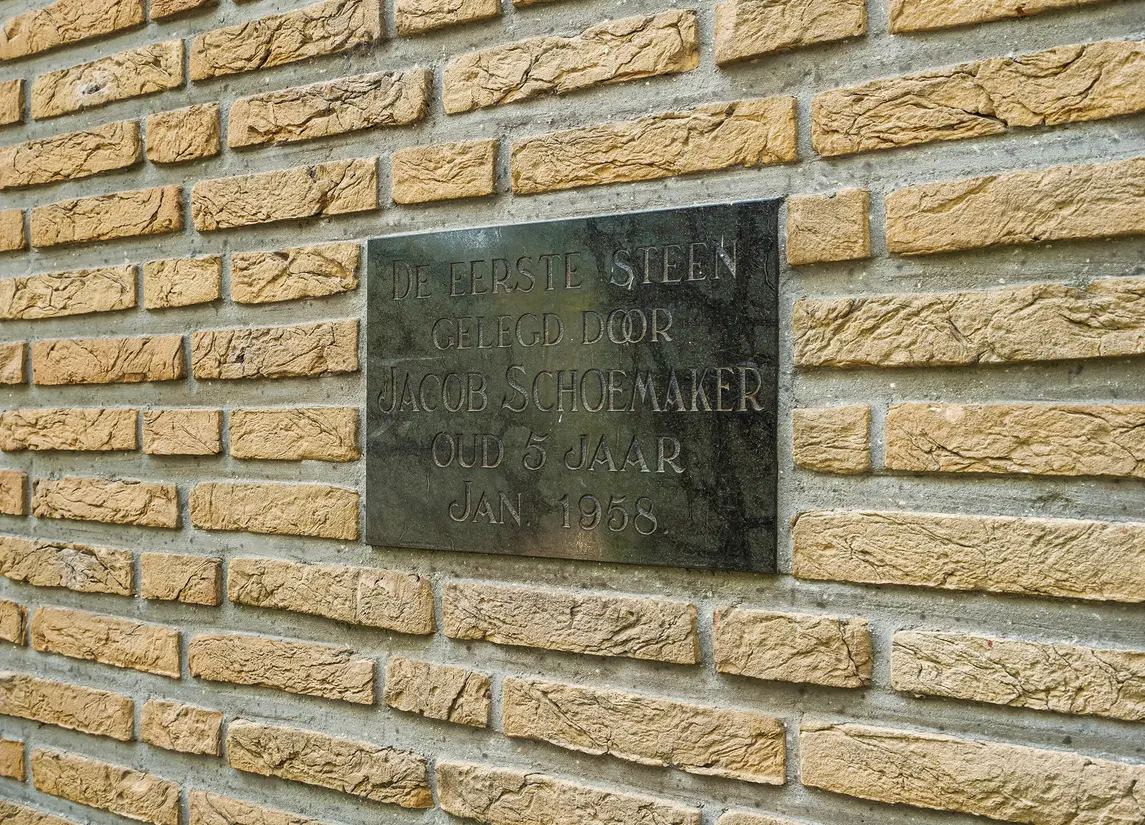 DE EERSTE STEEN
GELEGD DOOR
JACOB SCHOEMAKER
OUD 5 JAAR
JAN. 1958